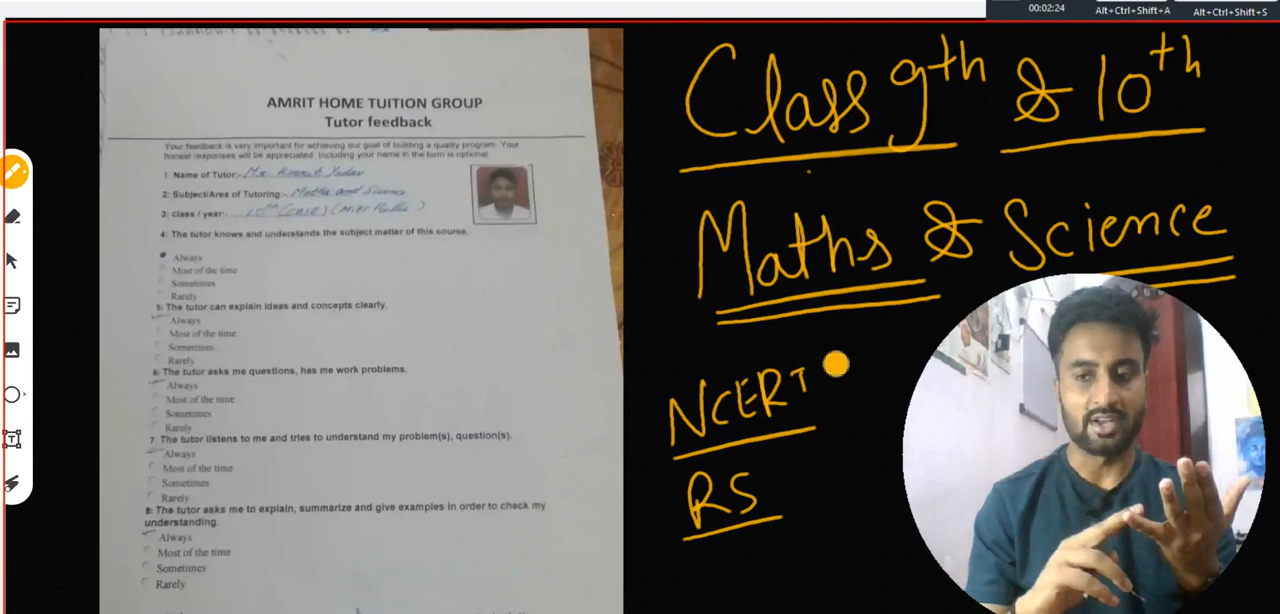 00:02:24
Alt+Ctrl+Shift+A
Alt+Ctrl+Shift+S
AMRIT HOME TUITION GROUP
Tutor feedback
Your feedback is very important for achieving our goal of building a quality program. Your
honest responses will be appreciated. Including your name in the form is optional
1 Name of Tutor:- Mr. Amrit Yadav
2: Subject/Area of Tutoring:- Maths and Science
3: class / year:- 10th (CBSE)
4: The tutor knows and understands the subject matter of this course.
Always
Most of the time
Sometimes
Rarely
5: The tutor can explain ideas and concepts clearly.
Always
Most of the time
Sometimes
Rarely
6: The tutor asks me questions, has me work problems.
Always
Most of the time
Sometimes
Rarely
7 The tutor listens to me and tries to understand my problem(s), question(s).
Always
Most of the time
Sometimes
Rarely
8: The tutor asks me to explain, summarize and give examples in order to check my
understanding.
Always
Most of the time
Sometimes
Rarely
Class 9th & 10th
Maths & Science
NCERT
RS